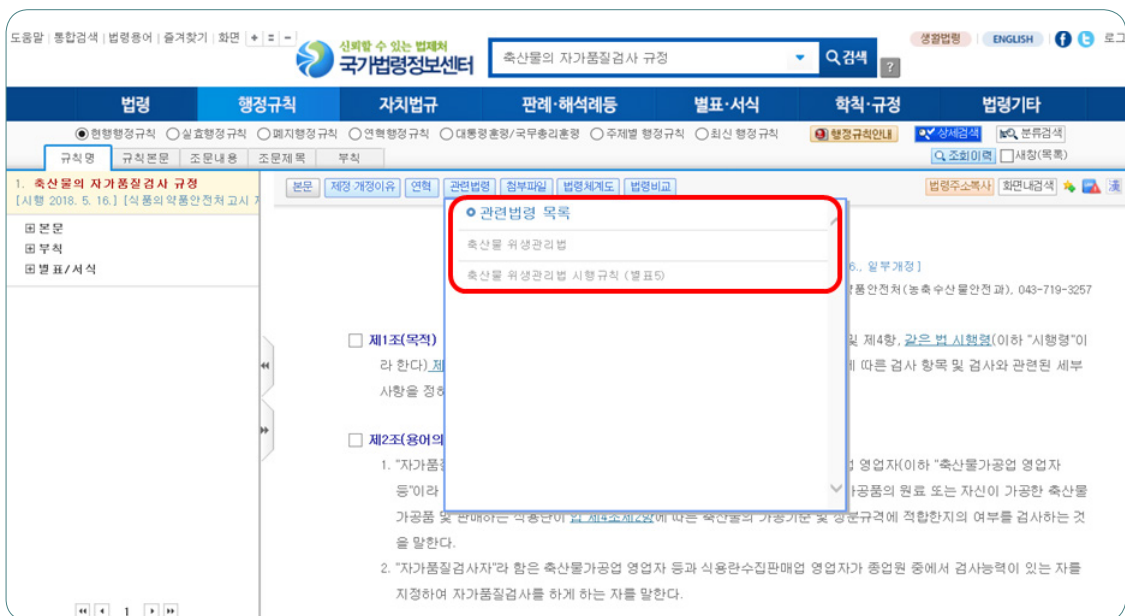 도움말 통합검색 법령용어 즐겨찾기 화면 + = -
신뢰할 수 있는 법제처
국가법령정보센터
축산물의 자가품질검사 규정
검색 ?
생활법령 ENGLISH 로그
법령 행정규칙 자치법규 판례·해석례등 별표·서식 학칙·규정 법령기타
현행행정규칙 실효행정규칙 폐지행정규칙 연혁행정규칙 대통령훈령/국무총리훈령 주제별 행정규칙 최신 행정규칙 행정규칙안내 상세검색 분류검색
규칙명 규칙본문 조문내용 조문제목 부칙 조회이력 새창(목록)
1. 축산물의 자가품질검사 규정
[시행 2018. 5. 16.] [식품의약품안전처고시
본문
부칙
별표/서식
본문 제정·개정이유 연혁 관련법령 첨부파일 법령체계도 법령비교 법령주소복사 화면내검색 漢
관련법령 목록
축산물 위생관리법
축산물 위생관리법 시행규칙 (별표5)
6., 일부개정]
품안전처(농축수산물안전과), 043-719-3257
제1조(목적) 및 제4항, 같은 법 시행령(이하 "시행령"이
라 한다) 에 따른 검사 항목 및 검사와 관련된 세부
사항을 정하
제2조(용어의
1. "자가품질 영업자(이하 "축산물가공업 영업자
등"이라 가공품의 원료 또는 자신이 가공한 축산물
가공품 및 판매하는 식용란이 법 제4조제2항에 따른 축산물의 가공기준 및 성분규격에 적합한지의 여부를 검사하는 것
을 말한다.
2. "자가품질검사자"라 함은 축산물가공업 영업자 등과 식용란수집판매업 영업자가 종업원 중에서 검사능력이 있는 자를
지정하여 자가품질검사를 하게 하는 자를 말한다.
1